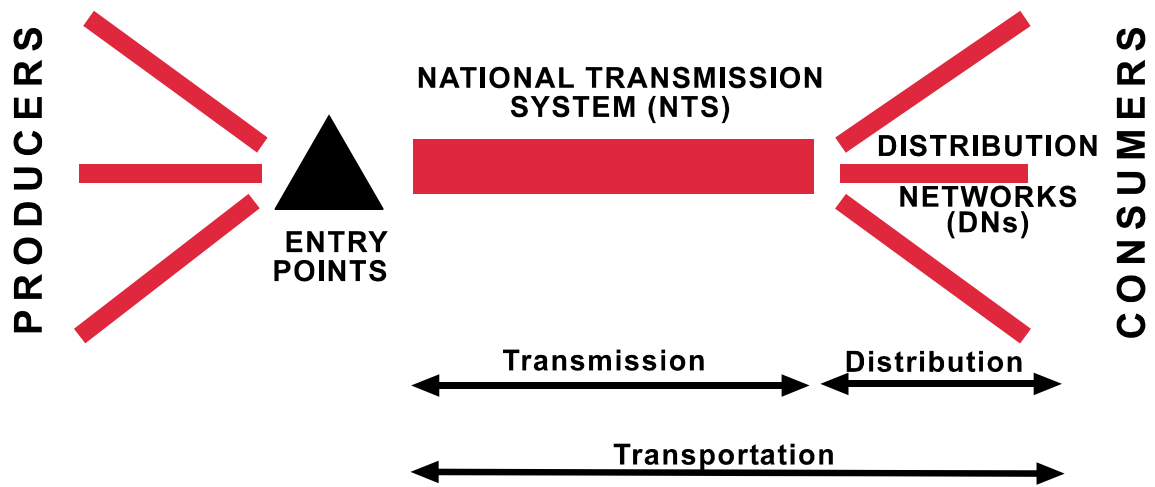 PRODUCERS
NATIONAL TRANSMISSION
SYSTEM (NTS)
ENTRY
POINTS
DISTRIBUTION
NETWORKS
(DNs)
CONSUMERS
Transmission
Distribution
Transportation